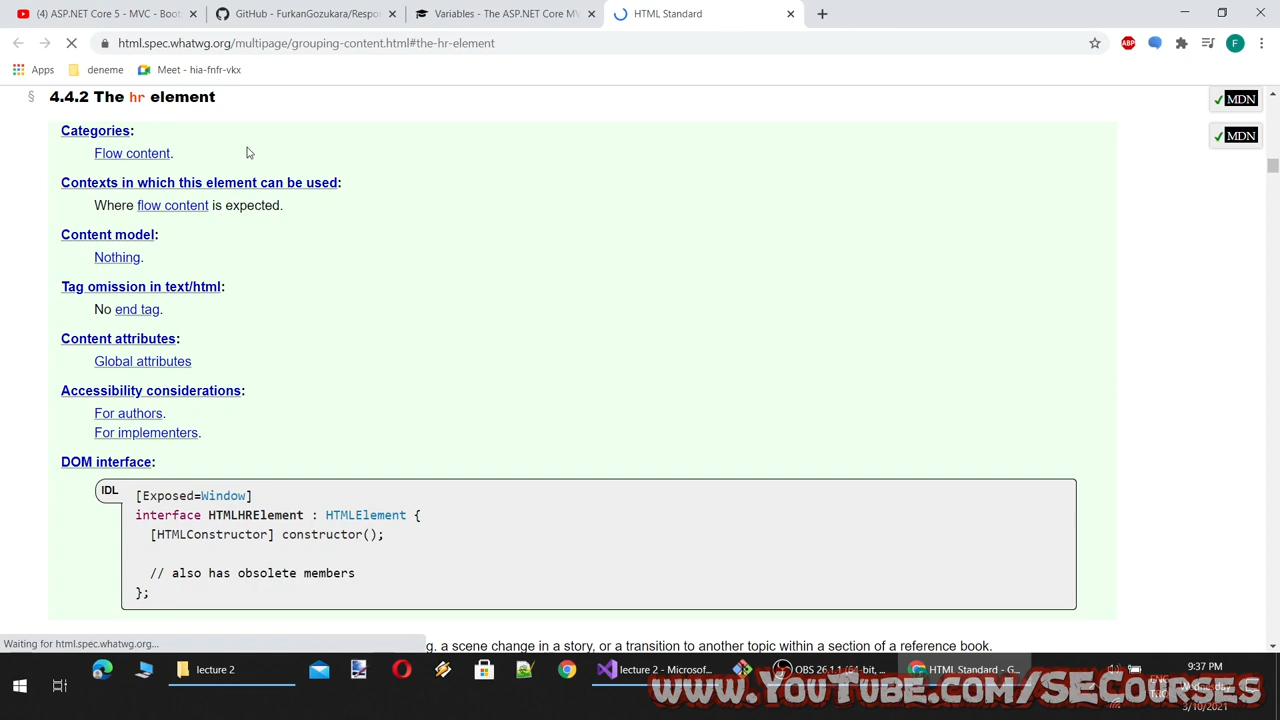 (4) ASP.NET Core 5 - MVC - Boot
GitHub - FurkanGozukara/Respo
Variables - The ASP.NET Core MV
HTML Standard
html.spec.whatwg.org/multipage/grouping-content.html#the-hr-element
ABP
F
Apps
deneme
Meet - hia-fnfr-vkx
§ 4.4.2 The hr element
✓ MDN
Categories:
✓ MDN
Flow content.
Contexts in which this element can be used:
Where flow content is expected.
Content model:
Nothing.
Tag omission in text/html:
No end tag.
Content attributes:
Global attributes
Accessibility considerations:
For authors.
For implementers.
DOM interface:
IDL
[Exposed=Window]
interface HTMLHRElement : HTMLElement {
[HTMLConstructor] constructor();
// also has obsolete members
};
Waiting for html.spec.whatwg.org...
g. a scene change in a story, or a transition to another topic within a section of a reference book.
lecture 2
lecture 2 - Microsof...
OBS 26.1.1 (64-bit, ...
HTML Standard - G...
ENG
9:37 PM
Wednesday
3/10/2021
www.YouTube.com/SECourses